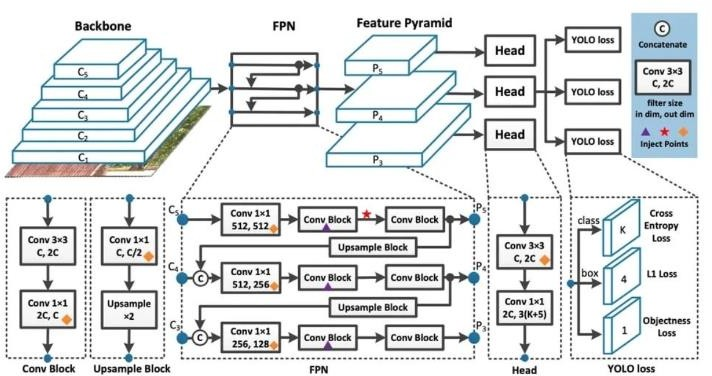 Backbone
FPN
Feature Pyramid
C5
C4
C3
C2
C1
P5
P4
P3
Head
Head
Head
YOLO loss
YOLO loss
YOLO loss
C
Concatenate
Conv 3×3
C, 2C
filter size
in dim, out dim
Inject Points
Conv 3×3
C, 2C
Conv 1×1
2C, C
Conv Block
Conv 1×1
C, C/2
Upsample
×2
Upsample Block
C5
Conv 1×1
512, 512
Conv Block
Conv Block
P5
Upsample Block
C4
C
Conv 1×1
512, 256
Conv Block
Conv Block
P4
Upsample Block
C3
C
Conv 1×1
256, 128
Conv Block
Conv Block
P3
FPN
Conv 3×3
C, 2C
Conv 1×1
2C, 3(K+5)
Head
class
K
Cross
Entropy
Loss
box
4
L1 Loss
1
Objectness
Loss
YOLO loss